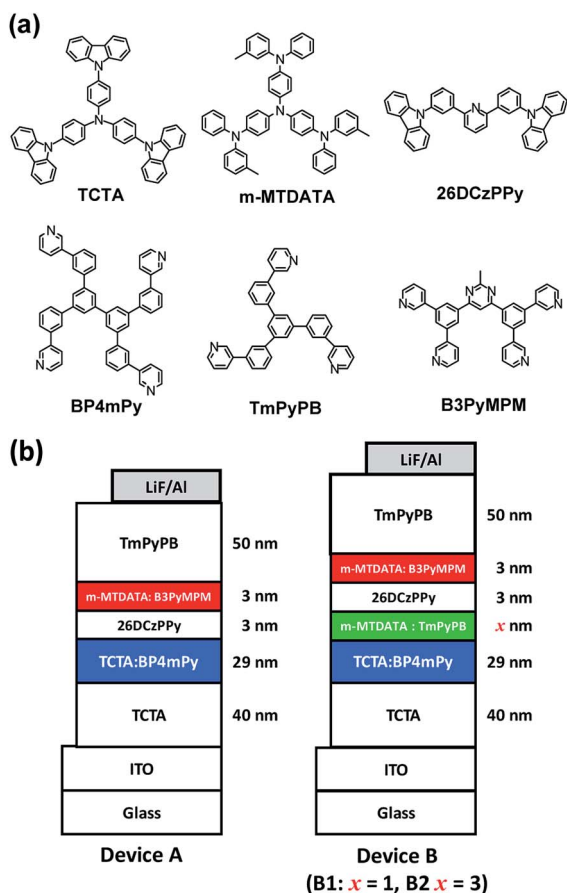 (a)
N
N
N
N
TCTA
N
N
N
N
m-MTDATA
N
N
N
26DCzPPy
N
N
N
N
BP4mPy
N
N
N
TmPyPB
N
N
N
N
N
N
B3PyMPM
(b)
LiF/Al
TmPyPB
50 nm
m-MTDATA: B3PyMPM
3 nm
26DCzPPy
3 nm
TCTA:BP4mPy
29 nm
TCTA
40 nm
ITO
Glass
Device A
LiF/Al
TmPyPB
50 nm
m-MTDATA: B3PyMPM
3 nm
26DCzPPy
3 nm
m-MTDATA : TmPyPB
x nm
TCTA:BP4mPy
29 nm
TCTA
40 nm
ITO
Glass
Device B
(B1: x = 1, B2 x = 3)